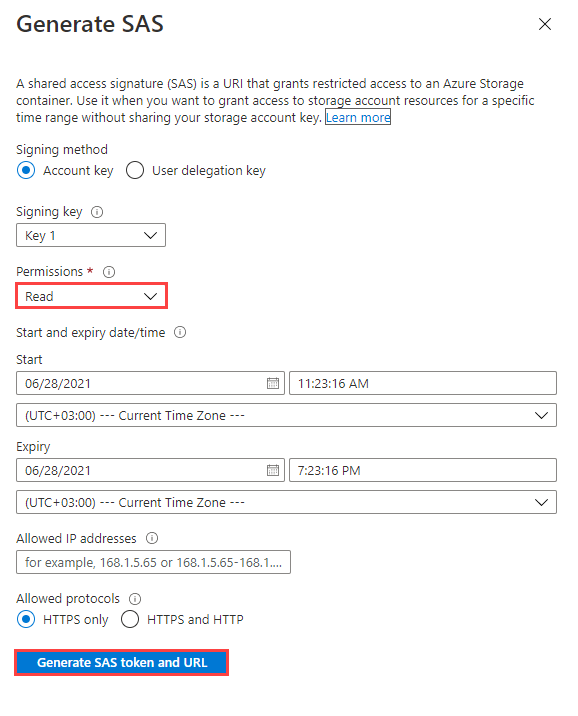 Generate SAS
A shared access signature (SAS) is a URI that grants restricted access to an Azure Storage
container. Use it when you want to grant access to storage account resources for a specific
time range without sharing your storage account key. Learn more
Signing method
Account key User delegation key
Signing key
Key 1
Permissions *
Read
Start and expiry date/time
Start
06/28/2021 11:23:16 AM
(UTC+03:00) --- Current Time Zone ---
Expiry
06/28/2021 7:23:16 PM
(UTC+03:00) --- Current Time Zone ---
Allowed IP addresses
for example, 168.1.5.65 or 168.1.5.65-168.1....
Allowed protocols
HTTPS only HTTPS and HTTP
Generate SAS token and URL